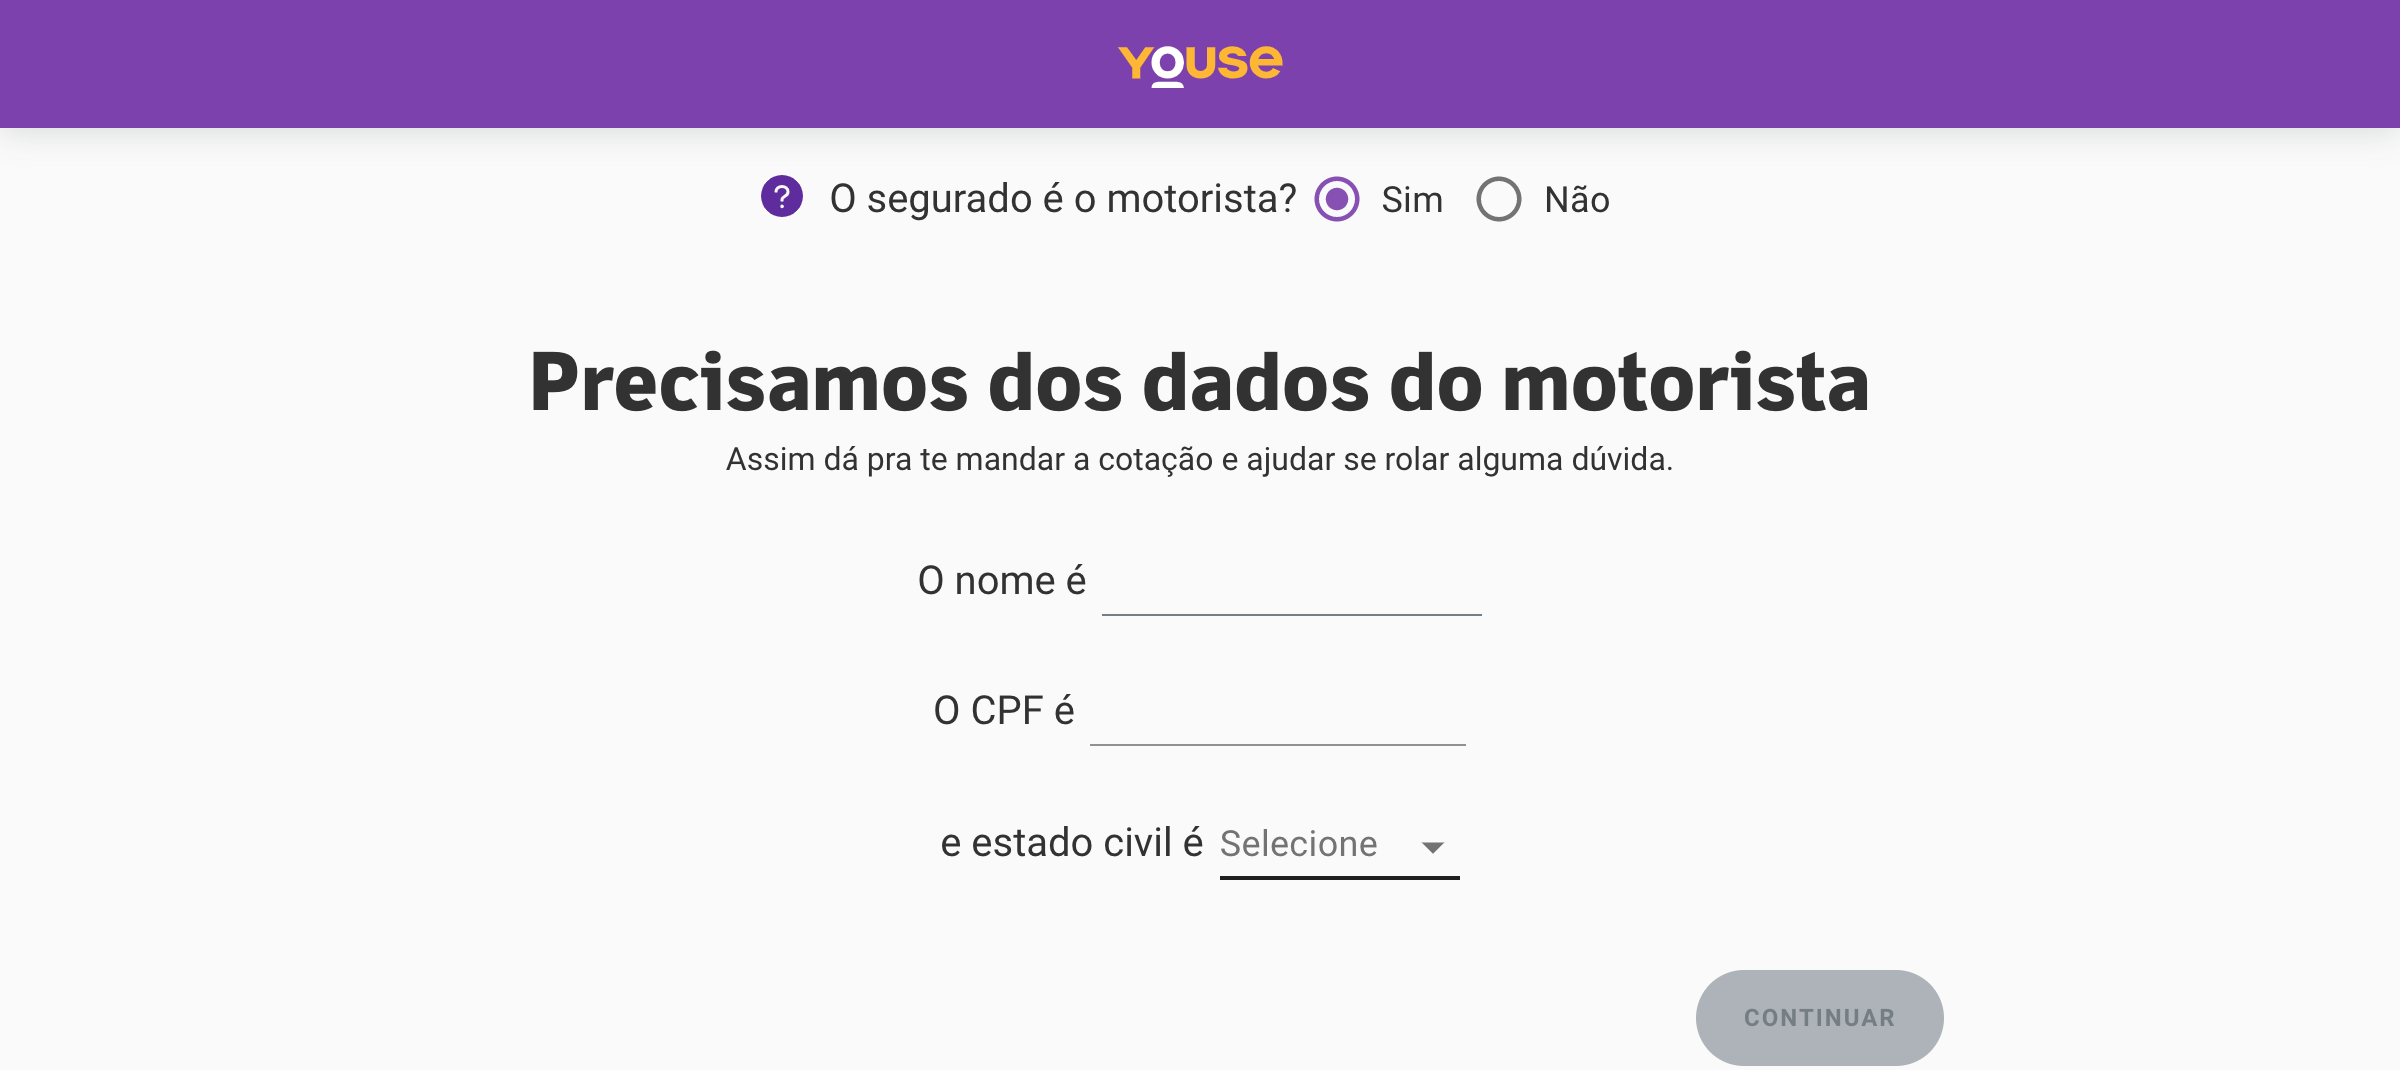 youse
? O segurado é o motorista? Sim Não
Precisamos dos dados do motorista
Assim dá pra te mandar a cotação e ajudar se rolar alguma dúvida.
O nome é
O CPF é
e estado civil é Selecione
CONTINUAR